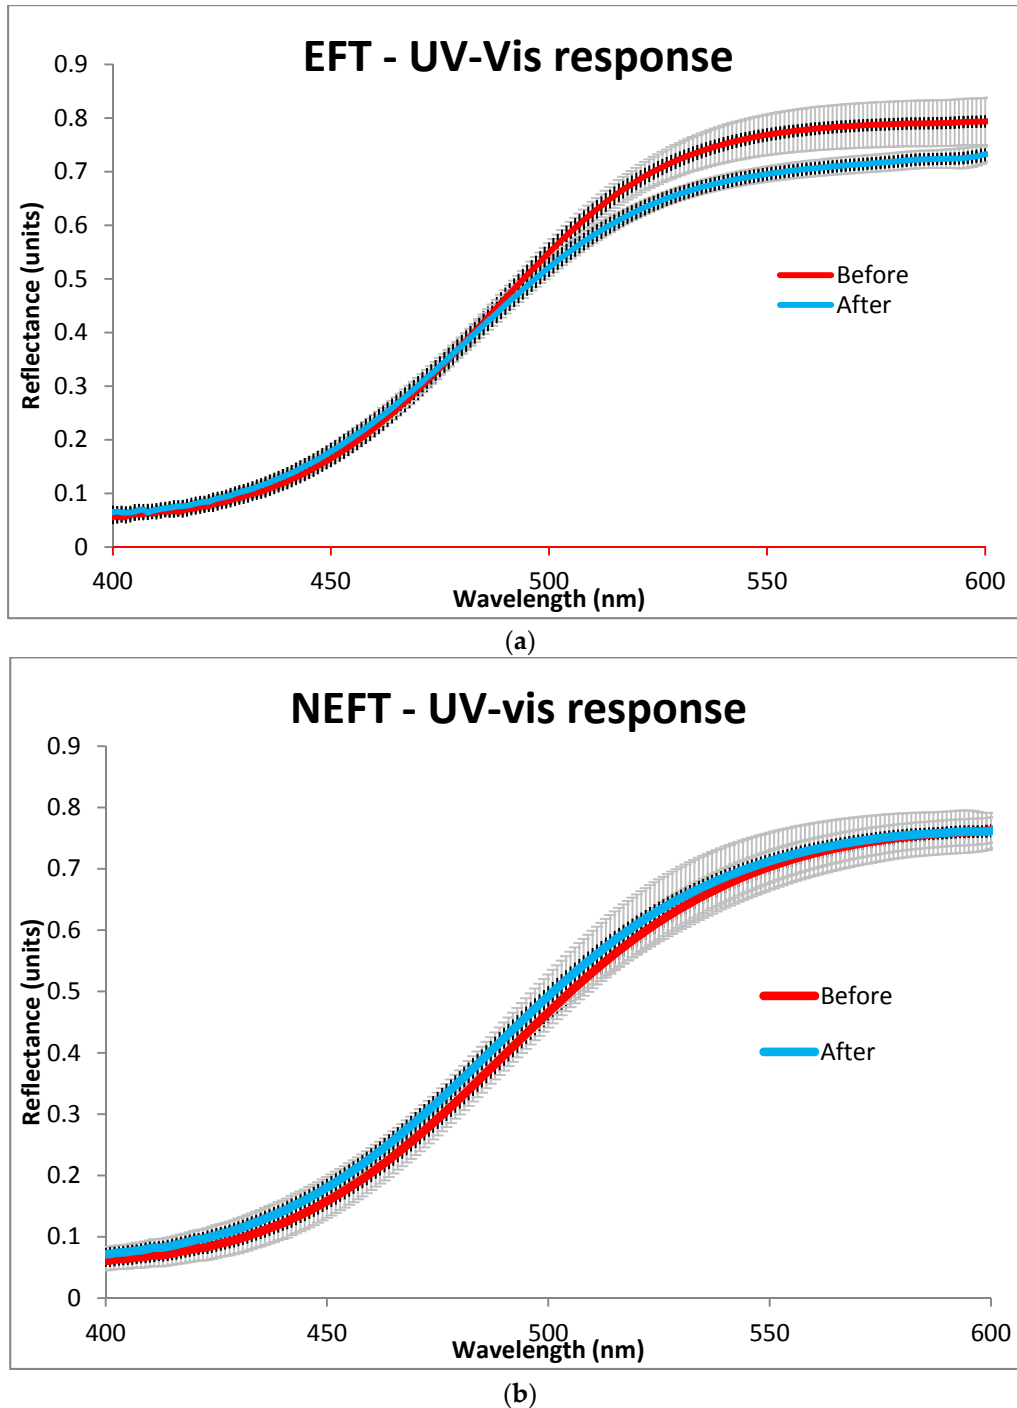 EFT - UV-Vis response
0.9
0.8
0.7
0.6
0.5
0.4
0.3
0.2
0.1
0
Reflectance (units)
Before
After
400 450 500 550 600
Wavelength (nm)
(a)
NEFT - UV-vis response
0.9
0.8
0.7
0.6
0.5
0.4
0.3
0.2
0.1
0
Reflectance (units)
Before
After
400 450 500 550 600
Wavelength (nm)
(b)